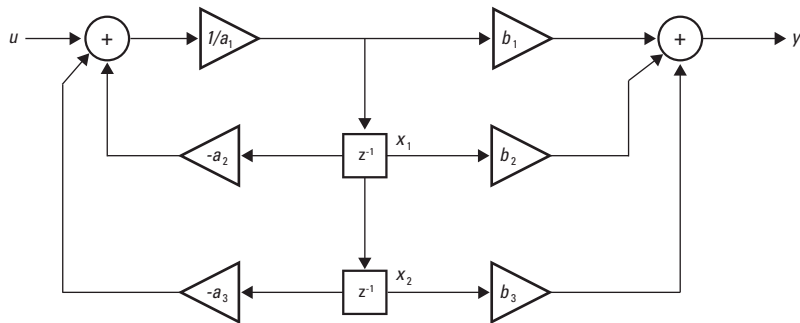 u + 1/a₁ b₁ + y
-a₂ z⁻¹ x₁ b₂
-a₃ z⁻¹ x₂ b₃